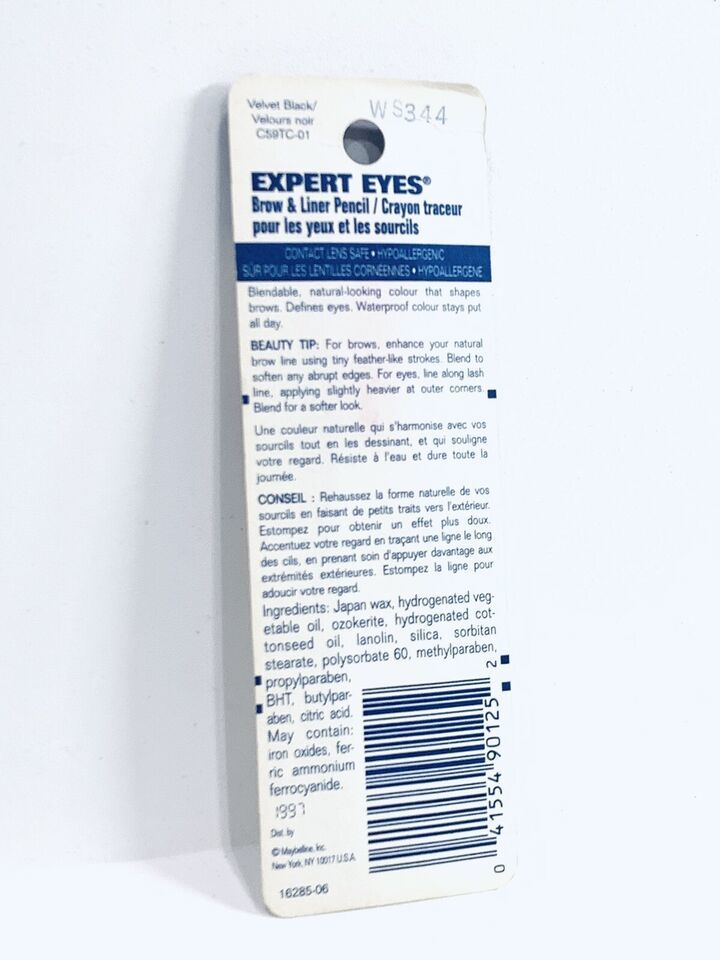 Velvet Black/
Velours noir
C59TC-01
WS344
EXPERT EYES®
Brow & Liner Pencil / Crayon traceur
pour les yeux et les sourcils
CONTACT LENS SAFE • HYPOALLERGENIC
SÛR POUR LES LENTILLES CORNÉENNES • HYPOALLERGENE
Blendable, natural-looking colour that shapes
brows. Defines eyes. Waterproof colour stays put
all day.
BEAUTY TIP: For brows, enhance your natural
brow line using tiny feather-like strokes. Blend to
soften any abrupt edges. For eyes, line along lash
line, applying slightly heavier at outer corners.
Blend for a softer look.
Une couleur naturelle qui s'harmonise avec vos
sourcils tout en les dessinant, et qui souligne
votre regard. Résiste à l'eau et dure toute la
journée.
CONSEIL : Rehaussez la forme naturelle de vos
sourcils en faisant de petits traits vers l'extérieur.
Estompez pour obtenir un effet plus doux.
Accentuez votre regard en traçant une ligne le long
des cils, en prenant soin d'appuyer davantage aux
extrémités extérieures. Estompez la ligne pour
adoucir votre regard.
Ingredients: Japan wax, hydrogenated veg-
etable oil, ozokerite, hydrogenated cot-
tonseed oil, lanolin, silica, sorbitan
stearate, polysorbate 60, methylparaben,
propylparaben,
BHT, butylpar-
aben, citric acid.
May contain:
iron oxides, fer-
ric ammonium
ferrocyanide.
1997
Dist. by
© Maybelline, Inc.
New York, NY 10017 U.S.A.
16285-06
0 41554 90125 2